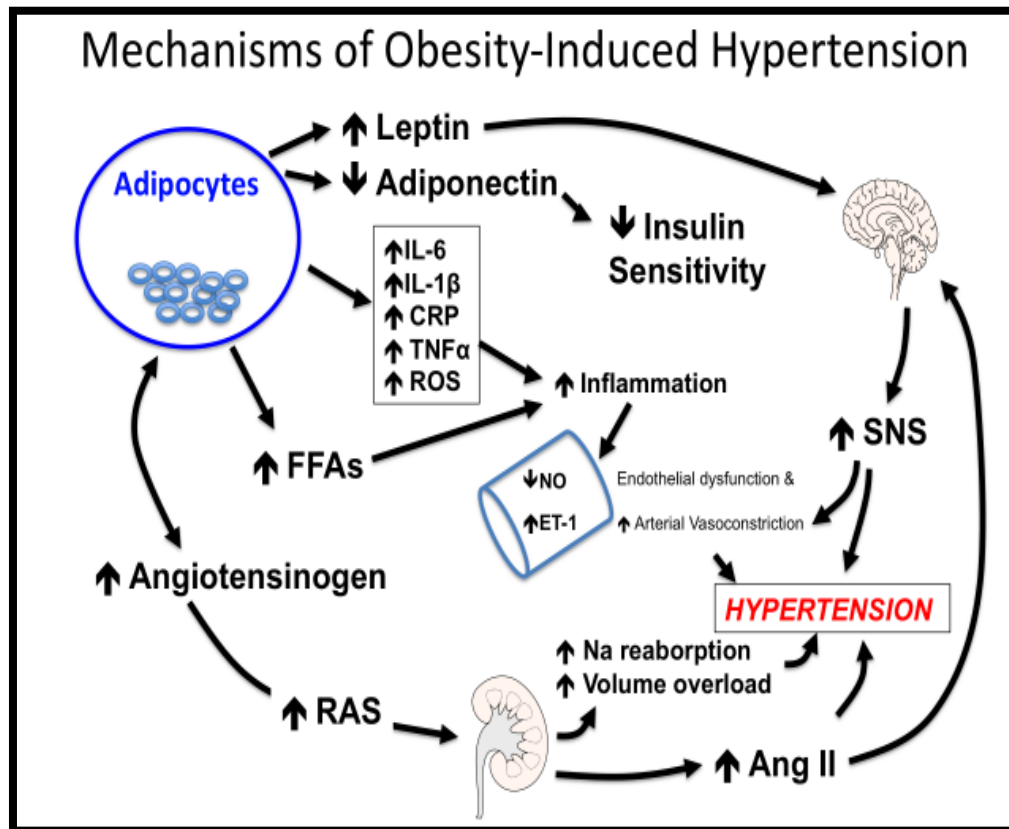 Mechanisms of Obesity-Induced Hypertension
↑ Leptin
Adipocytes
↓ Adiponectin
↓ Insulin
Sensitivity
↑IL-6
↑IL-1β
↑ CRP
↑ TNFα
↑ ROS
↑ Inflammation
↑ SNS
↑ FFAs
↓NO
Endothelial dysfunction &
↑ET-1
↑ Arterial Vasoconstriction
↑ Angiotensinogen
HYPERTENSION
↑ Na reaborption
↑ Volume overload
↑ RAS
↑ Ang II